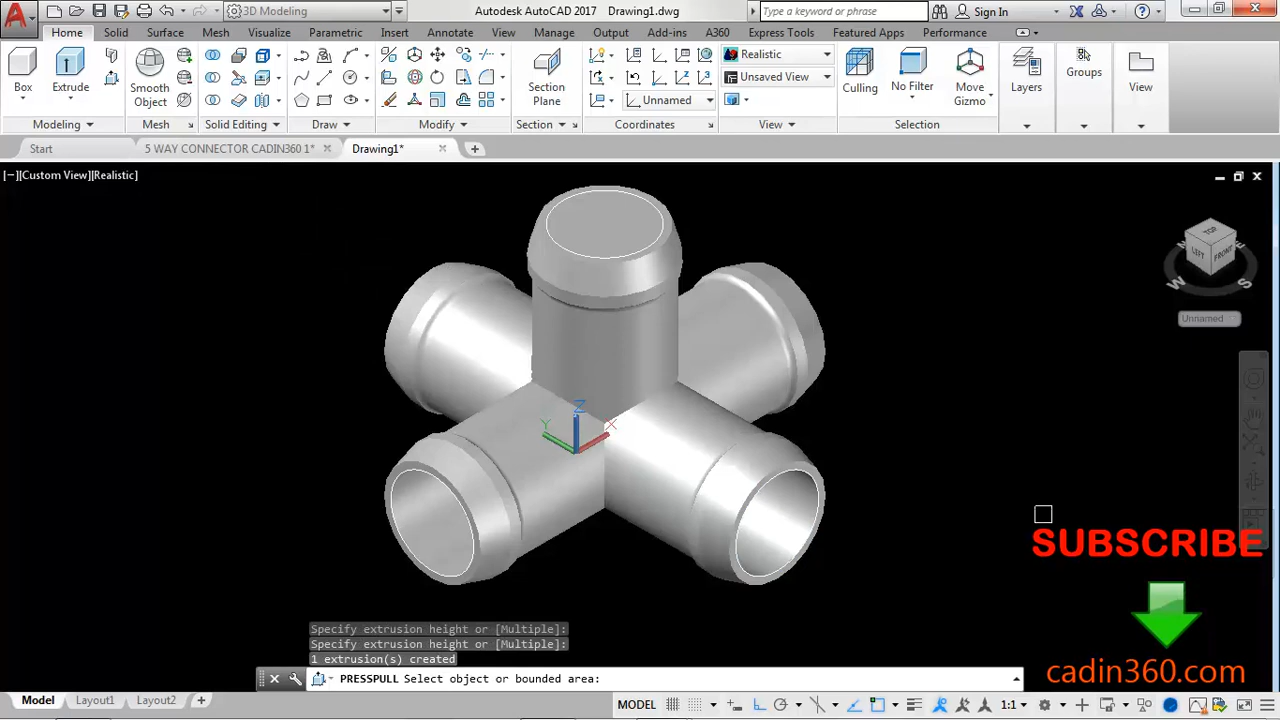 3D Modeling
Autodesk AutoCAD 2017 Drawing1.dwg
Type a keyword or phrase
Sign In
Home Solid Surface Mesh Visualize Parametric Insert Annotate View Manage Output Add-ins A360 Express Tools Featured Apps Performance
Box
Extrude
Smooth
Object
Section
Plane
Realistic
Unsaved View
Unnamed
Culling
No Filter
Move
Gizmo
Layers
Groups
View
Modeling Mesh Solid Editing Draw Modify Section Coordinates View Selection
Start 5 WAY CONNECTOR CADIN360 1* Drawing1*
[−][Custom View][Realistic]
TOP
LEFT FRONT
W S
Unnamed
Z
Y X
SUBSCRIBE
cadin360.com
Specify extrusion height or [Multiple]:
Specify extrusion height or [Multiple]:
1 extrusion(s) created
PRESSPULL Select object or bounded area:
Model Layout1 Layout2
MODEL 1:1